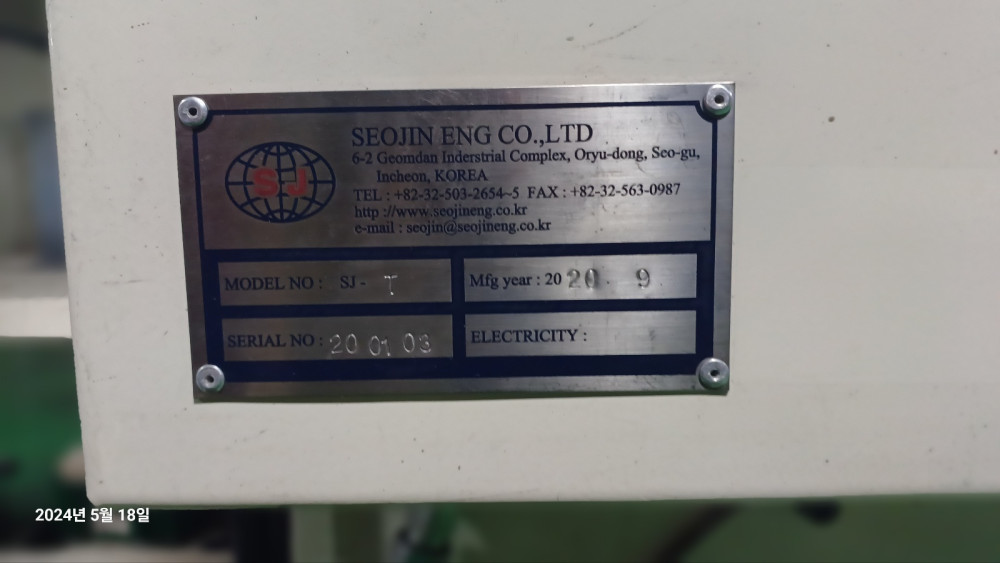 SEOJIN ENG CO.,LTD
6-2 Geomdan Inderstrial Complex, Oryu-dong, Seo-gu,
Incheon, KOREA
TEL : +82-32-503-2654~5 FAX : +82-32-563-0987
http ://www.seojineng.co.kr
e-mail : seojin@seojineng.co.kr
SJ
MODEL NO : SJ - T
Mfg year : 20 20. 9.
SERIAL NO : 20 01 03
ELECTRICITY :
2024년 5월 18일